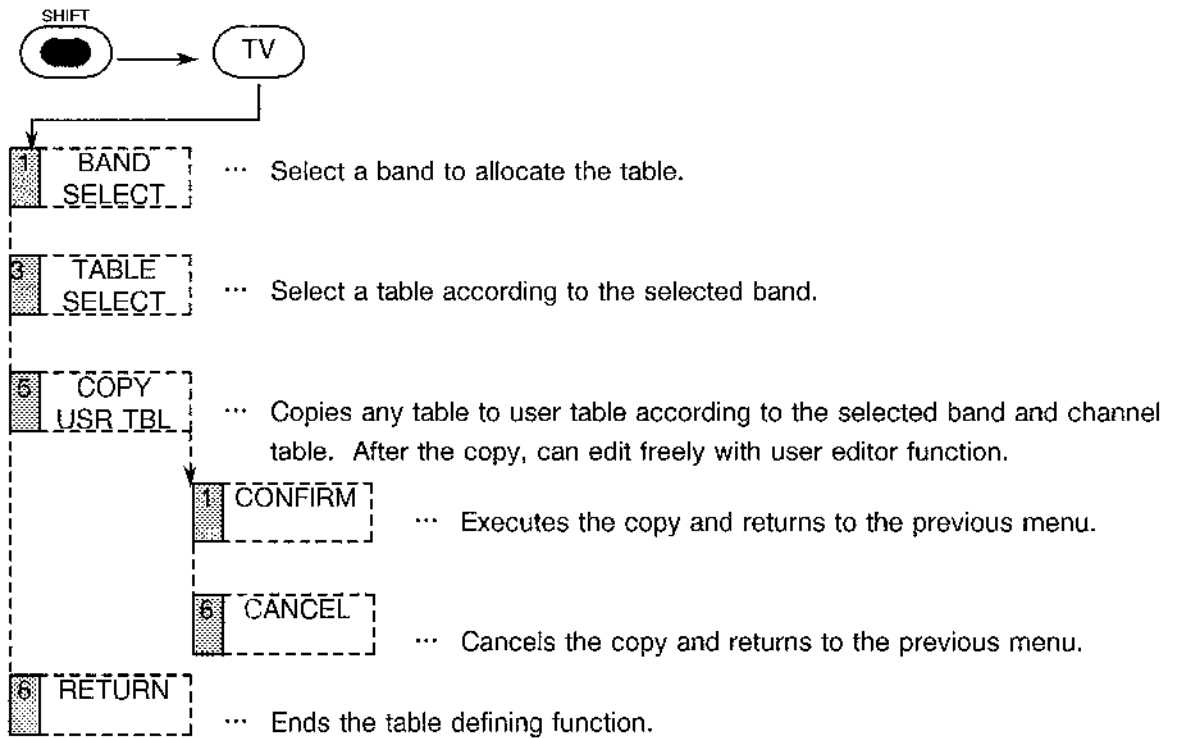 SHIFT
TV
1 BAND
SELECT
··· Select a band to allocate the table.
3 TABLE
SELECT
··· Select a table according to the selected band.
5 COPY
USR TBL
··· Copies any table to user table according to the selected band and channel
table. After the copy, can edit freely with user editor function.
1 CONFIRM
··· Executes the copy and returns to the previous menu.
6 CANCEL
··· Cancels the copy and returns to the previous menu.
6 RETURN
··· Ends the table defining function.